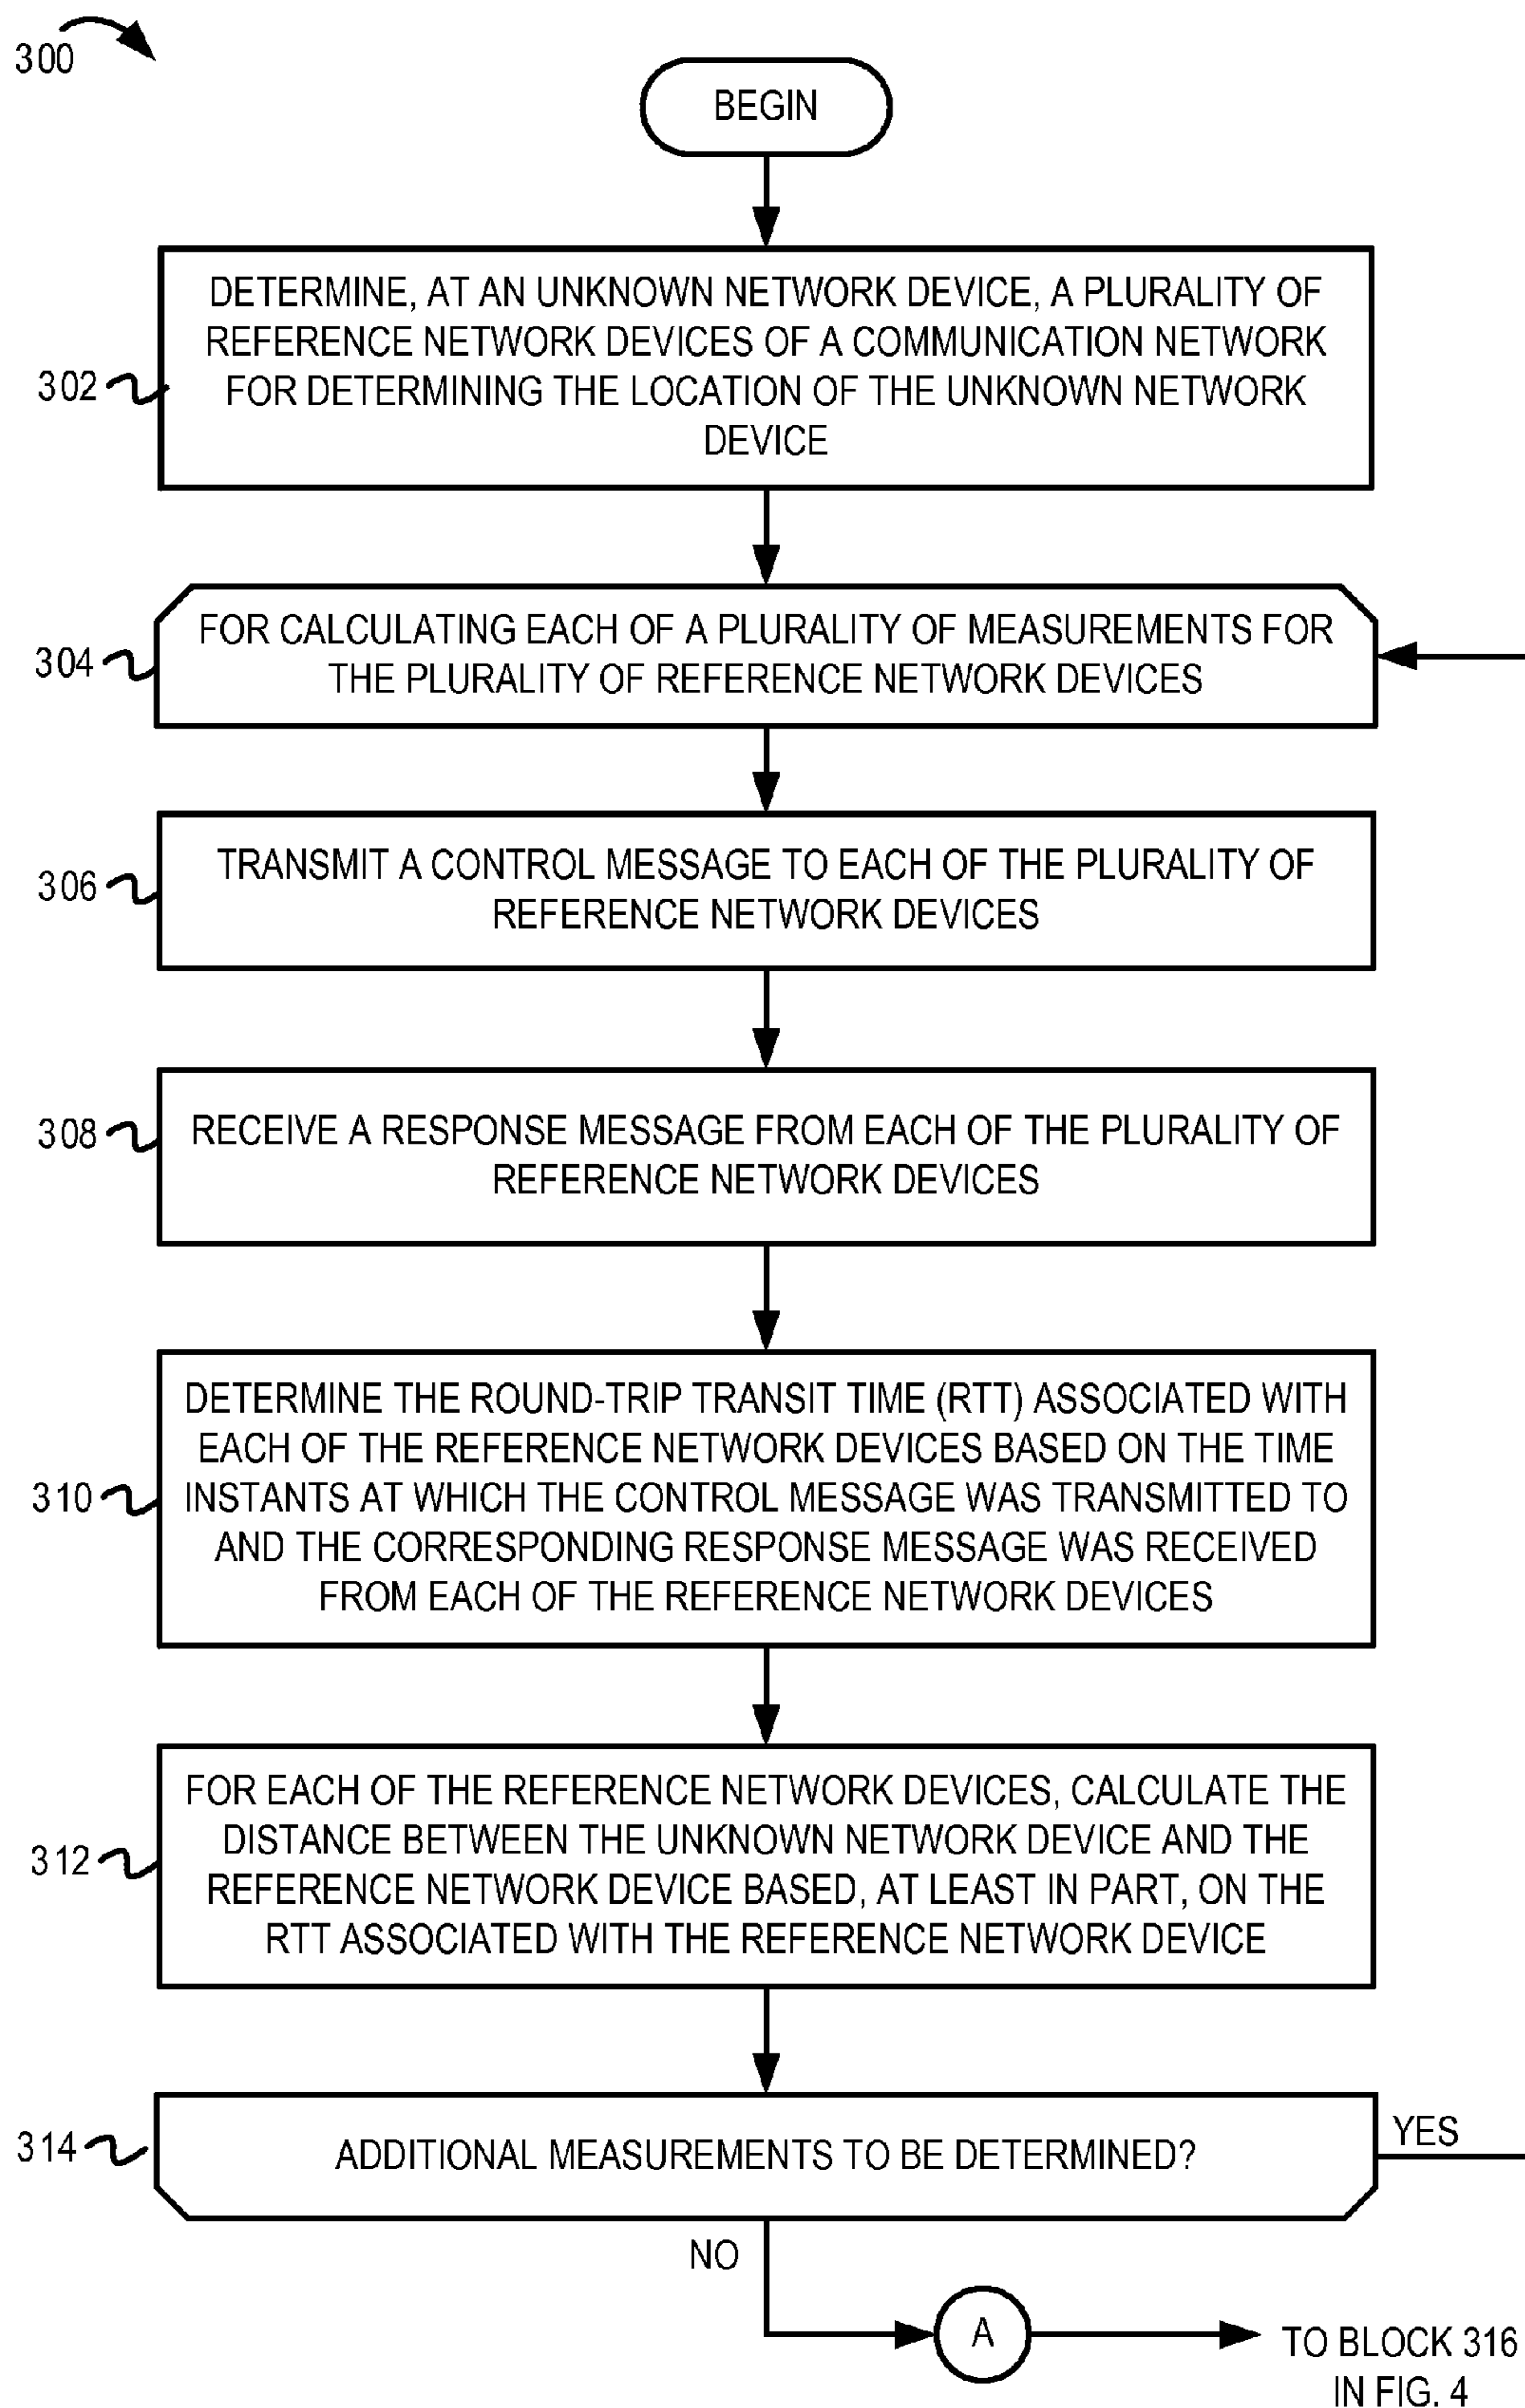 300
BEGIN
DETERMINE, AT AN UNKNOWN NETWORK DEVICE, A PLURALITY OF
REFERENCE NETWORK DEVICES OF A COMMUNICATION NETWORK
FOR DETERMINING THE LOCATION OF THE UNKNOWN NETWORK
DEVICE
302
FOR CALCULATING EACH OF A PLURALITY OF MEASUREMENTS FOR
THE PLURALITY OF REFERENCE NETWORK DEVICES
304
TRANSMIT A CONTROL MESSAGE TO EACH OF THE PLURALITY OF
REFERENCE NETWORK DEVICES
306
RECEIVE A RESPONSE MESSAGE FROM EACH OF THE PLURALITY OF
REFERENCE NETWORK DEVICES
308
DETERMINE THE ROUND-TRIP TRANSIT TIME (RTT) ASSOCIATED WITH
EACH OF THE REFERENCE NETWORK DEVICES BASED ON THE TIME
INSTANTS AT WHICH THE CONTROL MESSAGE WAS TRANSMITTED TO
AND THE CORRESPONDING RESPONSE MESSAGE WAS RECEIVED
FROM EACH OF THE REFERENCE NETWORK DEVICES
310
FOR EACH OF THE REFERENCE NETWORK DEVICES, CALCULATE THE
DISTANCE BETWEEN THE UNKNOWN NETWORK DEVICE AND THE
REFERENCE NETWORK DEVICE BASED, AT LEAST IN PART, ON THE
RTT ASSOCIATED WITH THE REFERENCE NETWORK DEVICE
312
ADDITIONAL MEASUREMENTS TO BE DETERMINED?
314
YES
NO
A
TO BLOCK 316
IN FIG. 4